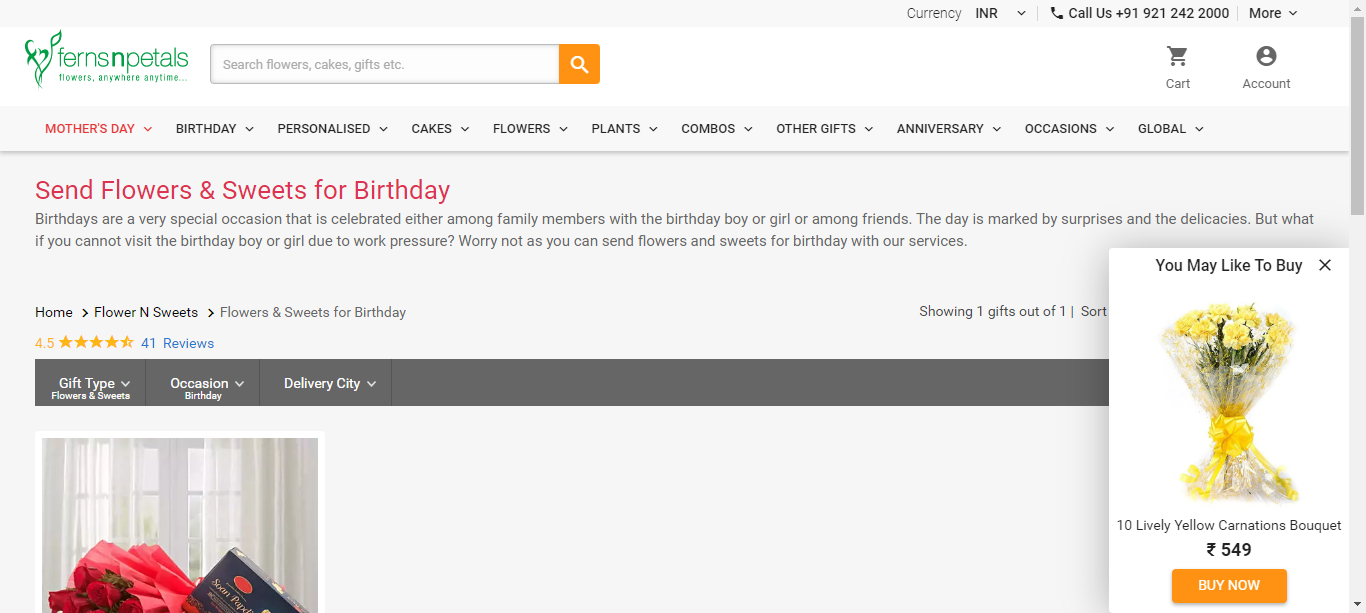 Currency INR Call Us +91 921 242 2000 More
fernsnpetals
flowers, anywhere anytime...
Search flowers, cakes, gifts etc.
Cart Account
MOTHER'S DAY BIRTHDAY PERSONALISED CAKES FLOWERS PLANTS COMBOS OTHER GIFTS ANNIVERSARY OCCASIONS GLOBAL
Send Flowers & Sweets for Birthday
Birthdays are a very special occasion that is celebrated either among family members with the birthday boy or girl or among friends. The day is marked by surprises and the delicacies. But what
if you cannot visit the birthday boy or girl due to work pressure? Worry not as you can send flowers and sweets for birthday with our services.
Home Flower N Sweets Flowers & Sweets for Birthday
Showing 1 gifts out of 1 | Sort
4.5 41 Reviews
Gift Type Occasion Delivery City
Flowers & Sweets Birthday
Soan Papdi
You May Like To Buy
10 Lively Yellow Carnations Bouquet
₹ 549
BUY NOW